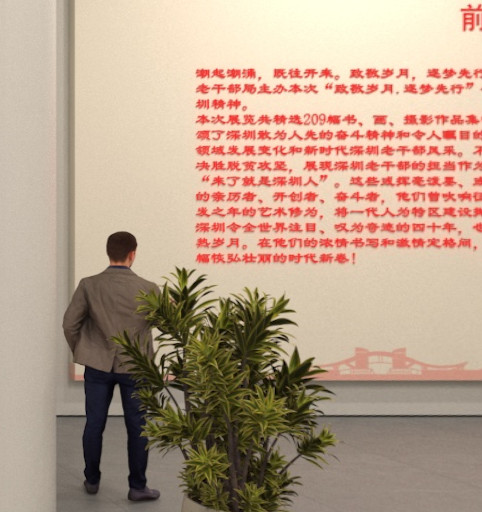 前
潮起潮涌，既往开来。致敬岁月，逐梦先行
老干部局主办本次“致敬岁月.逐梦先行”
圳精神。
本次展览共精选209幅书、画、摄影作品集
颂了深圳敢为人先的奋斗精神和令人瞩目的
领域发展变化和新时代深圳老干部风采。不
决胜脱贫攻坚，展现深圳老干部的担当作为
“来了就是深圳人”。这些或挥毫泼墨、或
的亲历者、开创者、奋斗者，他们曾吹响
发之年的艺术修为，将一代人为特区建设
深圳令全世界注目、叹为奇迹的四十年，
热岁月。在他们的浓情书写和激情定格间，
幅恢弘壮丽的时代新卷！